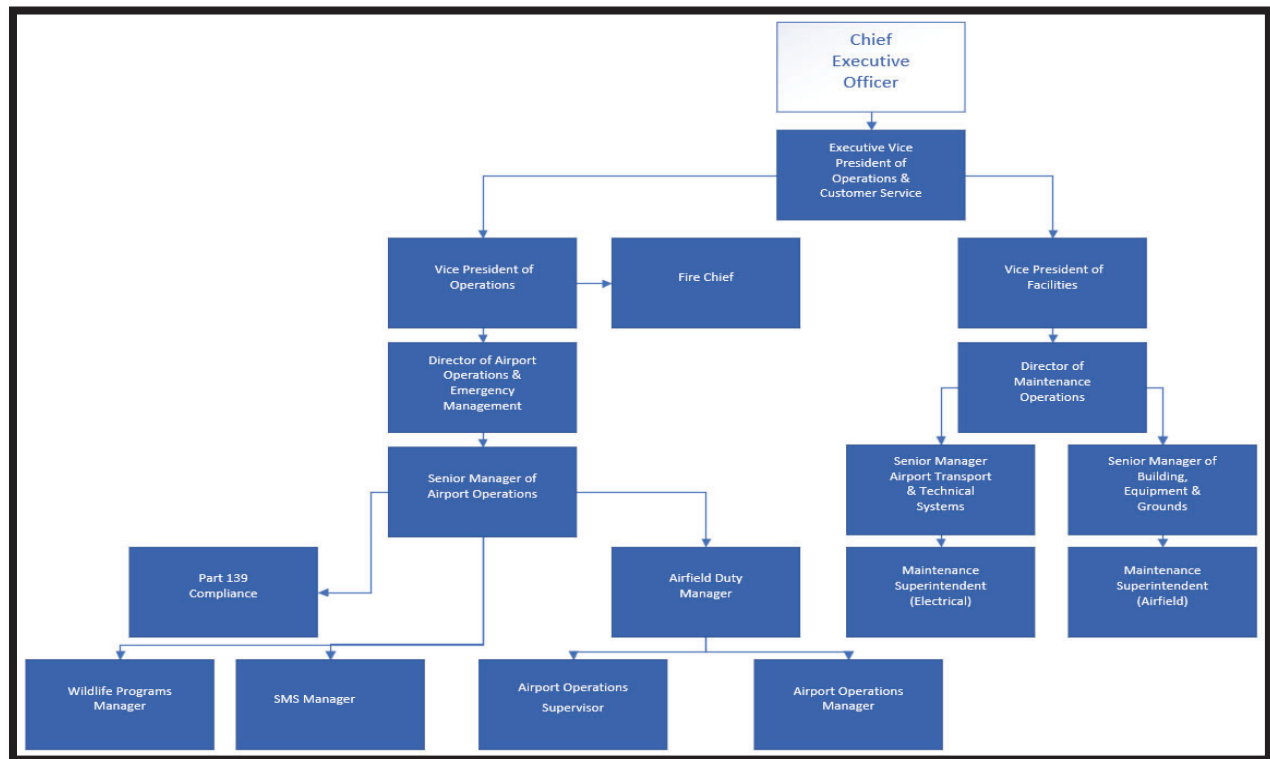 Chief
Executive
Officer
Executive Vice
President of
Operations &
Customer Service
Vice President of
Operations
Fire Chief
Vice President of
Facilities
Director of Airport
Operations &
Emergency
Management
Director of
Maintenance
Operations
Senior Manager of
Airport Operations
Senior Manager
Airport Transport
& Technical
Systems
Senior Manager of
Building,
Equipment &
Grounds
Part 139
Compliance
Airfield Duty
Manager
Maintenance
Superintendent
(Electrical)
Maintenance
Superintendent
(Airfield)
Wildlife Programs
Manager
SMS Manager
Airport Operations
Supervisor
Airport Operations
Manager